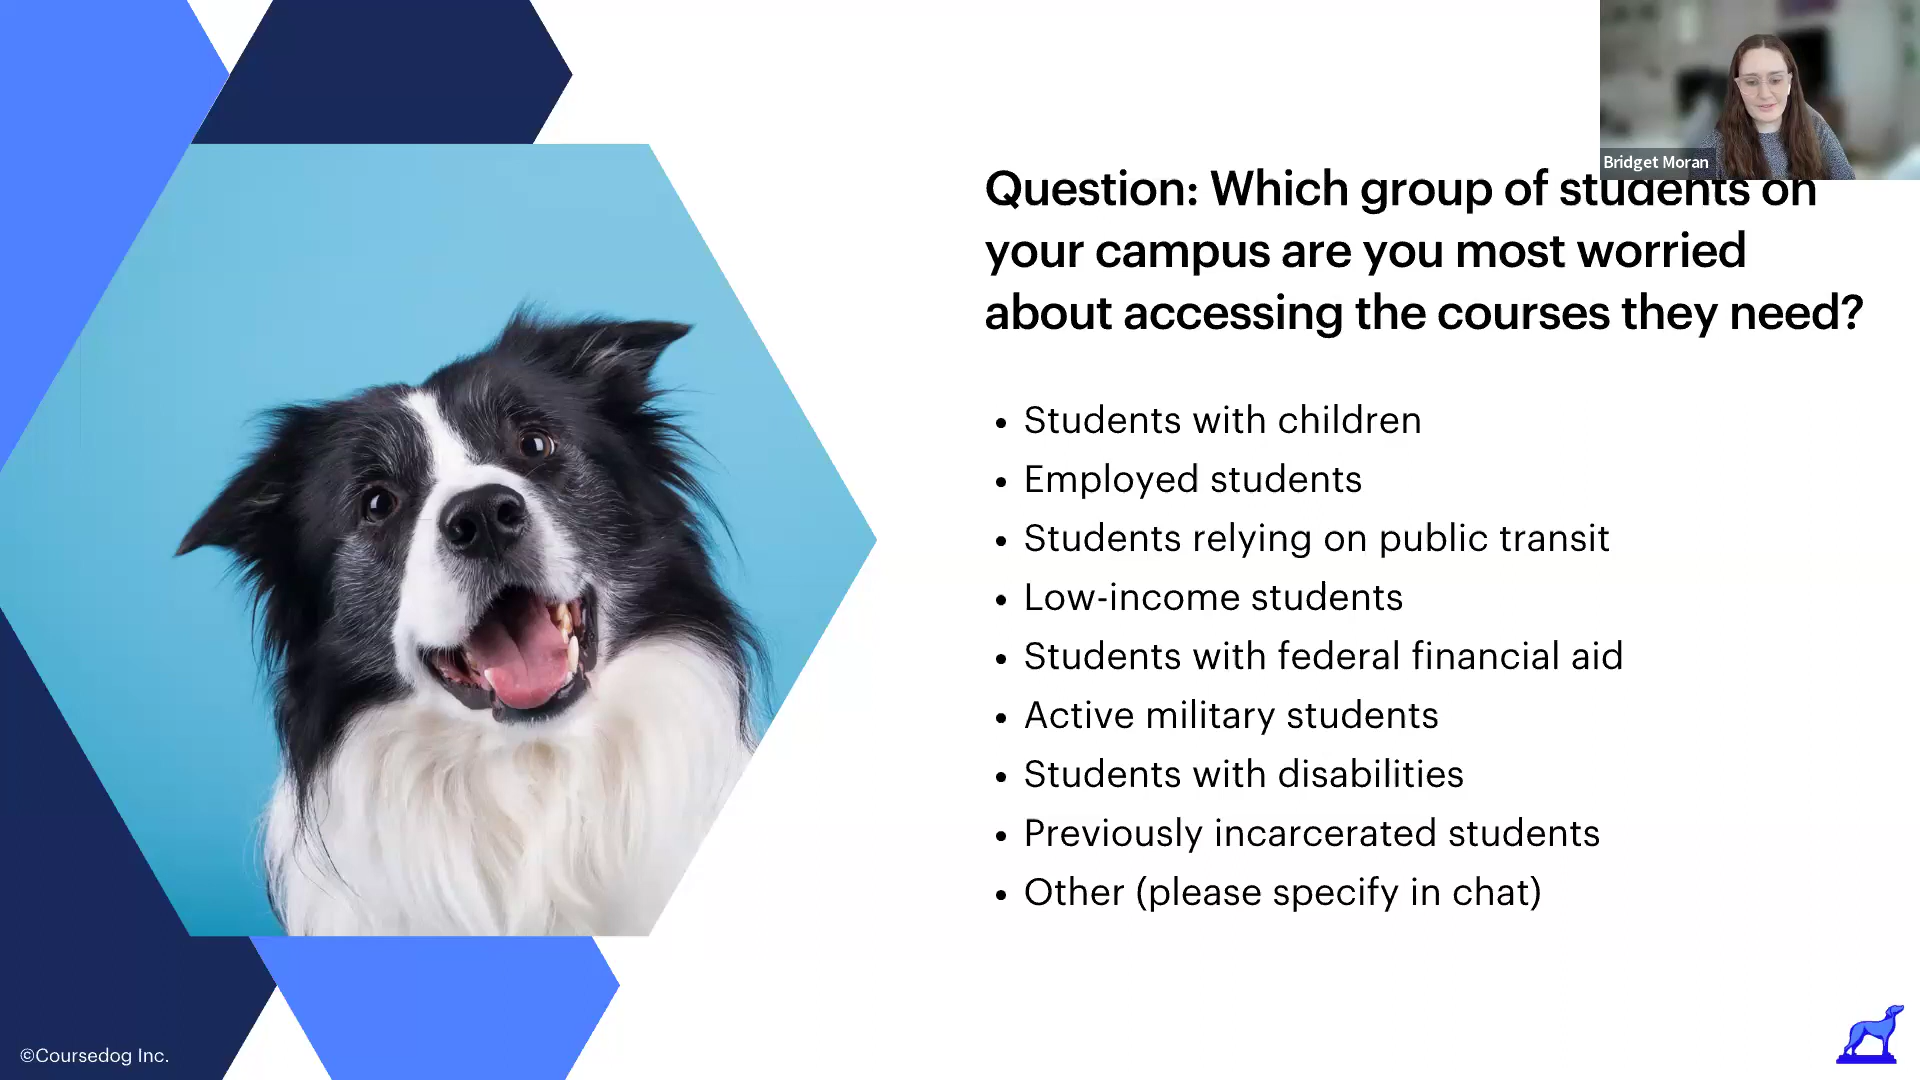 Bridget Moran
Question: Which group of students on
your campus are you most worried
about accessing the courses they need?
• Students with children
• Employed students
• Students relying on public transit
• Low-income students
• Students with federal financial aid
• Active military students
• Students with disabilities
• Previously incarcerated students
• Other (please specify in chat)
©Coursedog Inc.